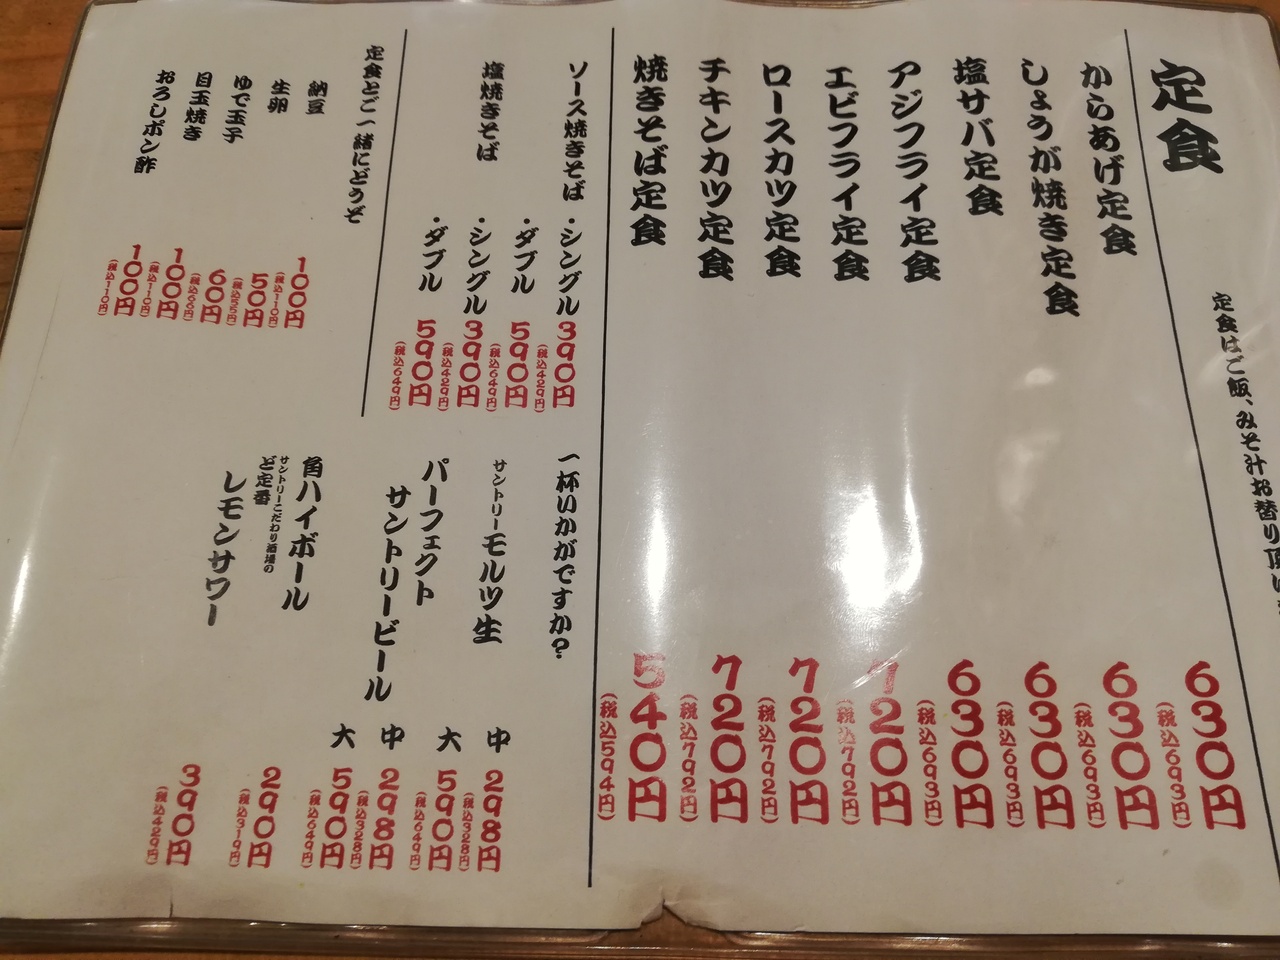 定食
定食はご飯、みそ汁お替り頂け
からあげ定食 630円 (税込693円)
しょうが焼き定食 630円 (税込693円)
塩サバ定食 630円 (税込693円)
アジフライ定食 630円 (税込693円)
エビフライ定食 720円 (税込792円)
ロースカツ定食 720円 (税込792円)
チキンカツ定食 720円 (税込792円)
焼きそば定食 540円 (税込594円)
ソース焼きそば ・シングル 390円 (税込429円)
・ダブル 590円 (税込649円)
塩焼きそば ・シングル 390円 (税込429円)
・ダブル 590円 (税込649円)
定食とご一緒にどうぞ
納豆 100円 (税込110円)
生卵 50円 (税込55円)
ゆで玉子 60円 (税込66円)
目玉焼き 100円 (税込110円)
おろしポン酢 100円 (税込110円)
一杯いかがですか?
サントリーモルツ生 中 298円 (税込328円)
大 590円 (税込649円)
パーフェクト
サントリービール 中 298円 (税込328円)
大 590円 (税込649円)
角ハイボール 290円 (税込319円)
サントリーこだわり酒場の
ど定番
レモンサワー 390円 (税込429円)